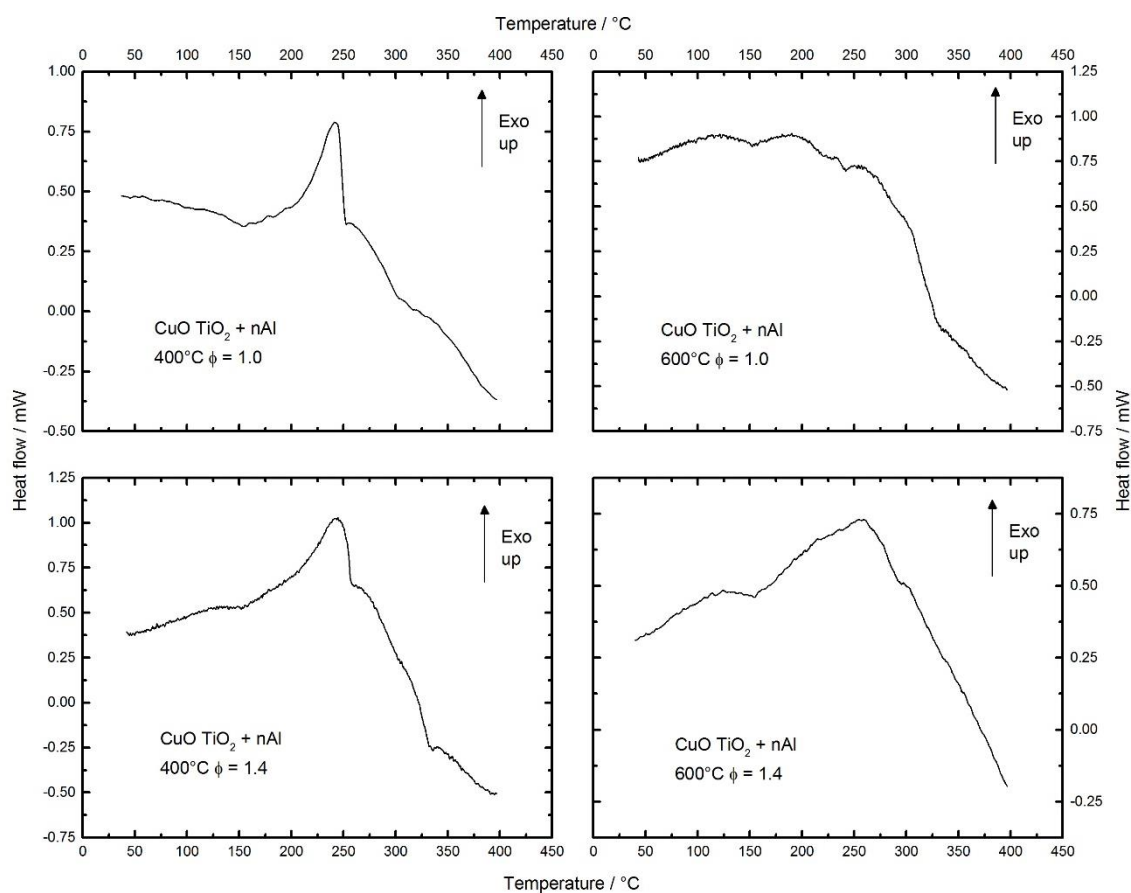 Temperature / °C
0 50 100 150 200 250 300 350 400 450
0 50 100 150 200 250 300 350 400 450
1.00
0.75
0.50
0.25
0.00
-0.25
-0.50
Exo
up
CuO TiO₂ + nAl
400°C ϕ = 1.0
1.25
1.00
0.75
0.50
0.25
0.00
-0.25
-0.50
-0.75
Exo
up
CuO TiO₂ + nAl
600°C ϕ = 1.0
Heat flow / mW
Heat flow / mW
1.25
1.00
0.75
0.50
0.25
0.00
-0.25
-0.50
-0.75
Exo
up
CuO TiO₂ + nAl
400°C ϕ = 1.4
0.75
0.50
0.25
0.00
-0.25
Exo
up
CuO TiO₂ + nAl
600°C ϕ = 1.4
0 50 100 150 200 250 300 350 400 450
0 50 100 150 200 250 300 350 400 450
Temperature / °C